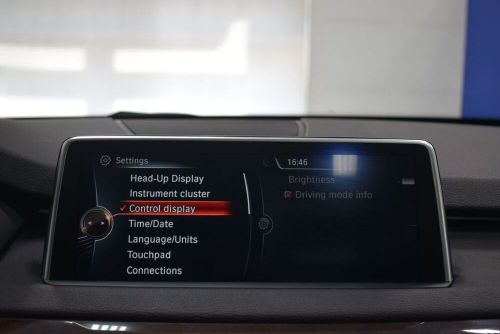 Settings
16:46
Head-Up Display
Instrument cluster
Control display
Time/Date
Language/Units
Touchpad
Connections
Brightness
Driving mode info